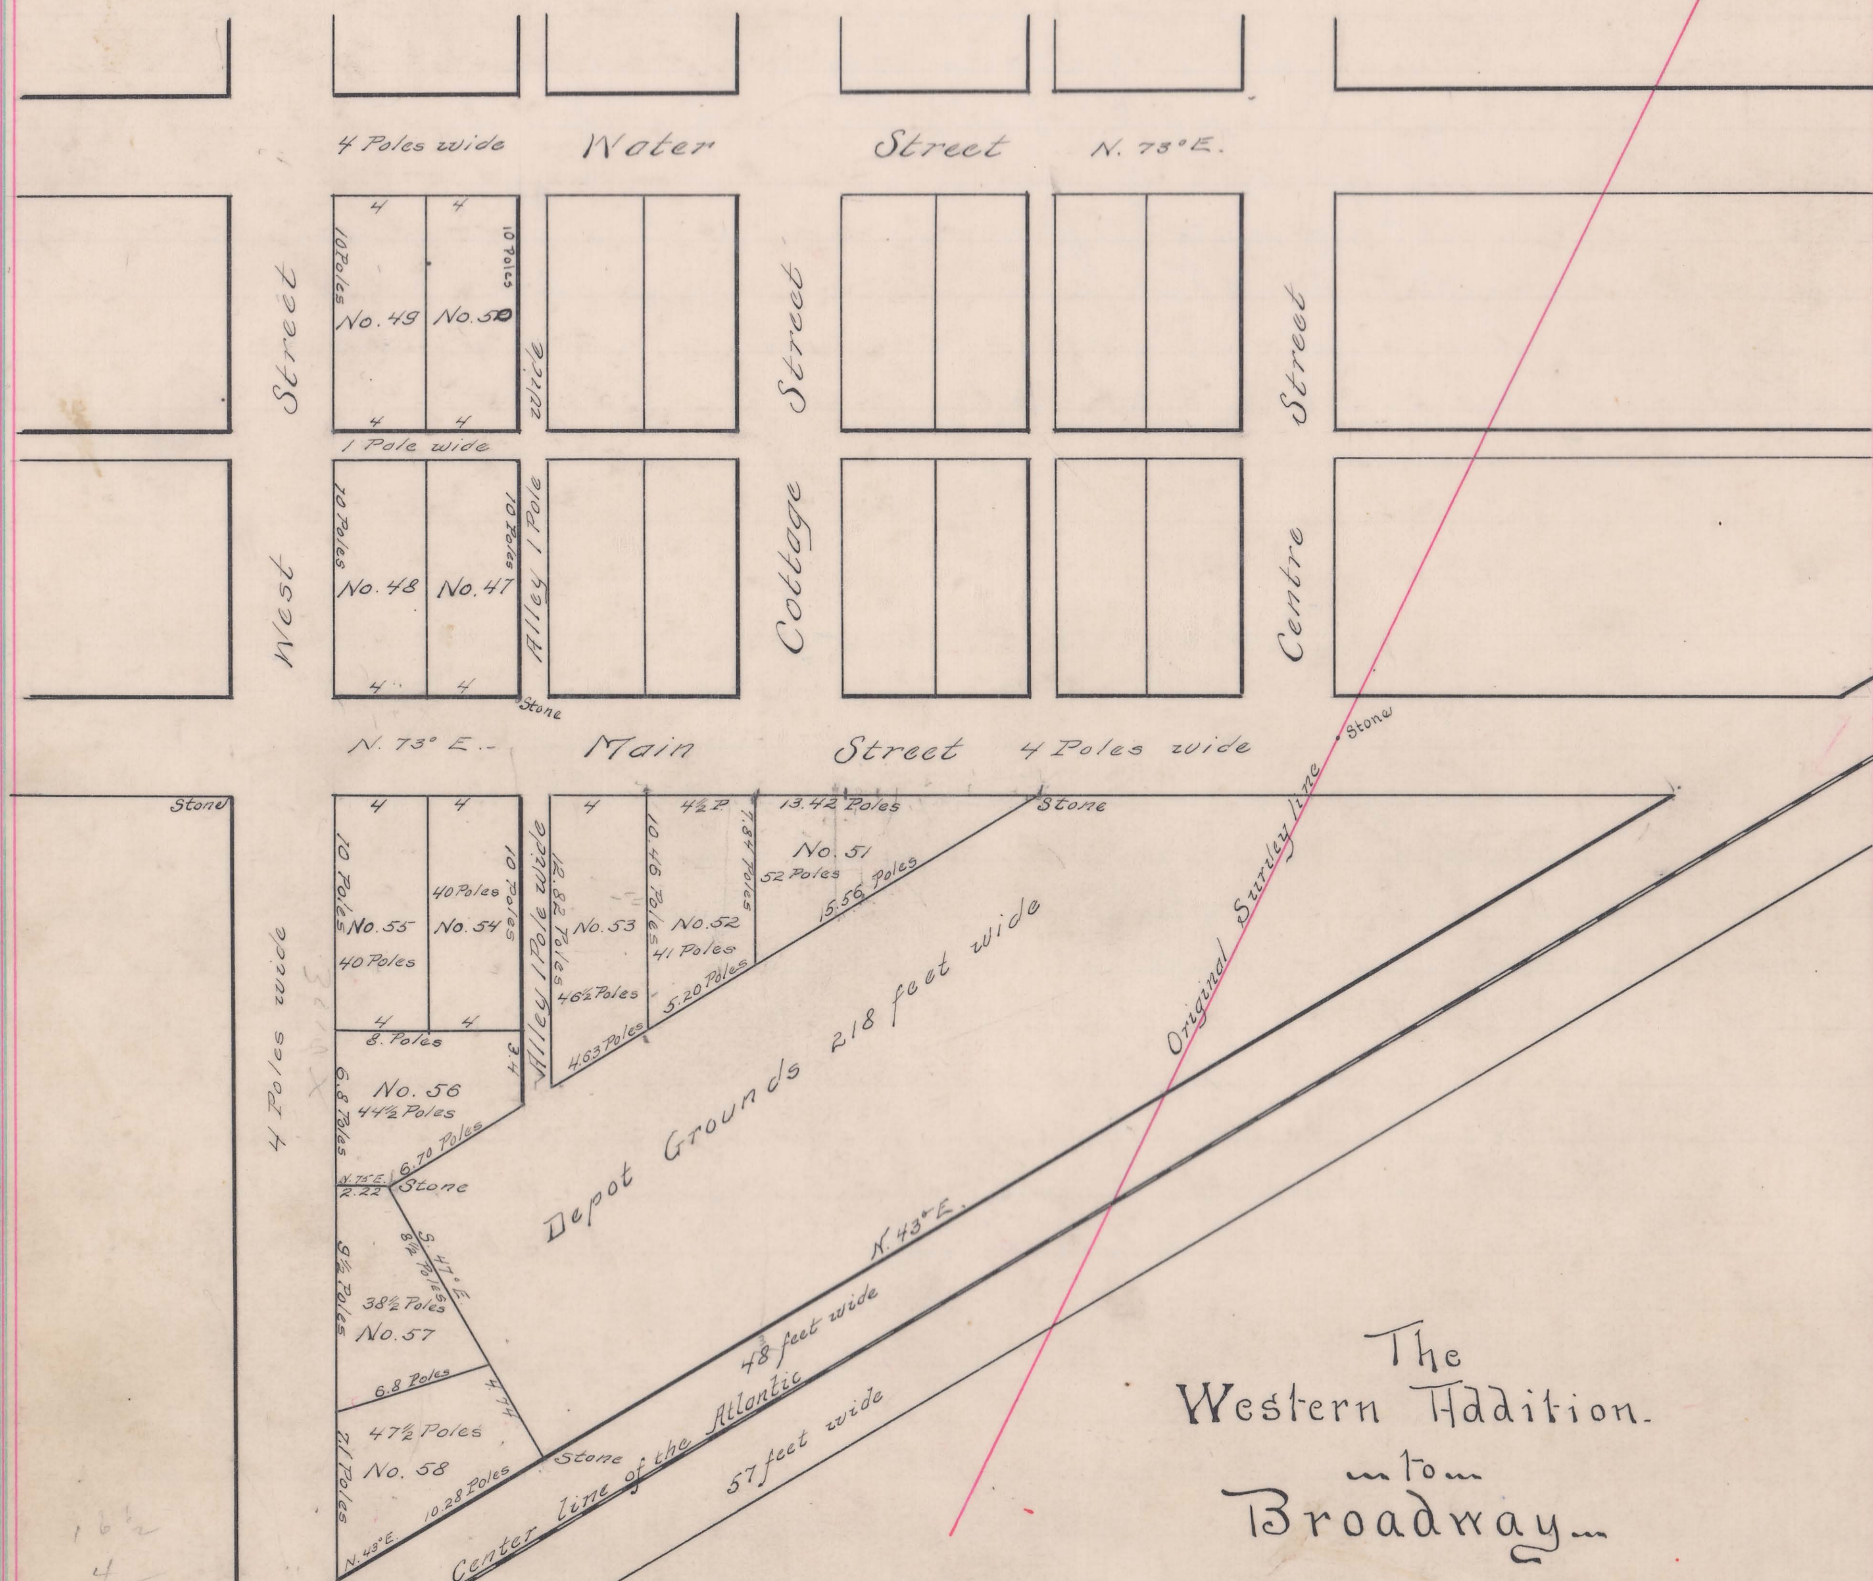 4 Poles wide Water Street N. 73° E.
4 4
10 Poles 10 Poles
No. 49 No. 50
4 4
1 Pole wide
10 Poles 10 Poles
No. 48 No. 47
4 4
Stone
West Street
Alley 1 Pole wide
Cottage Street
Centre Street
N. 73° E. Main Street 4 Poles wide
Stone
Stone
4 4 4 4½ P 13.42 Poles Stone
10 Poles 10 Poles
40 Poles
No. 55 No. 54
40 Poles
4 4
8. Poles
Alley 1 Pole wide
12.82 Poles
No. 53
46½ Poles
4.63 Poles
10.46 Poles
No. 52
41 Poles
5.20 Poles
7.84 Poles
No. 51
52 Poles
15.56 Poles
4 Poles wide
3.4
6.8 Poles
No. 56
44½ Poles
6.70 Poles
N. 75 E.
2.22
Stone
S. 47° E.
8½ Poles
9½ Poles
38½ Poles
No. 57
6.8 Poles
4.74
47½ Poles
No. 58
7.1 Poles
10.28 Poles
N. 43° E.
Stone
Depot Grounds 218 feet wide
Original Survley line
N. 43° E.
48 feet wide
Center line of the Atlantic
57 feet wide
The
Western Addition.
to
Broadway
16½
4